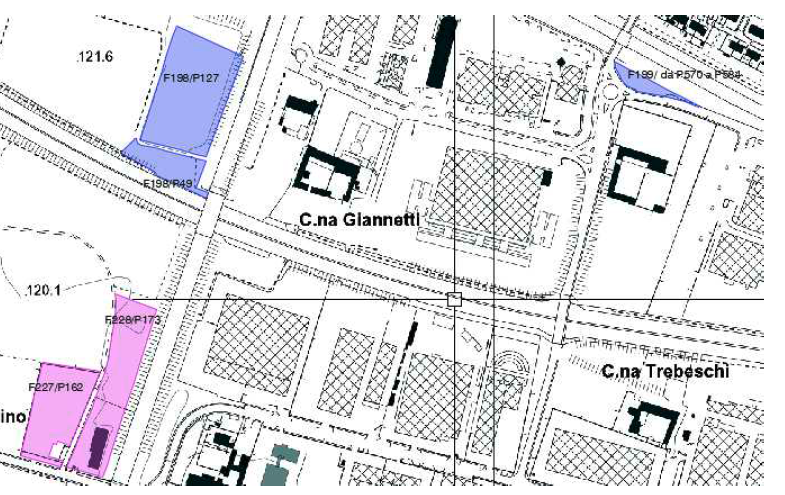 121.6
F198/P127
F199/ da P570 a P584
F198/P49
C.na Giannetti
120.1
F226/P173
F227/P162
C.na Trebeschi
ino